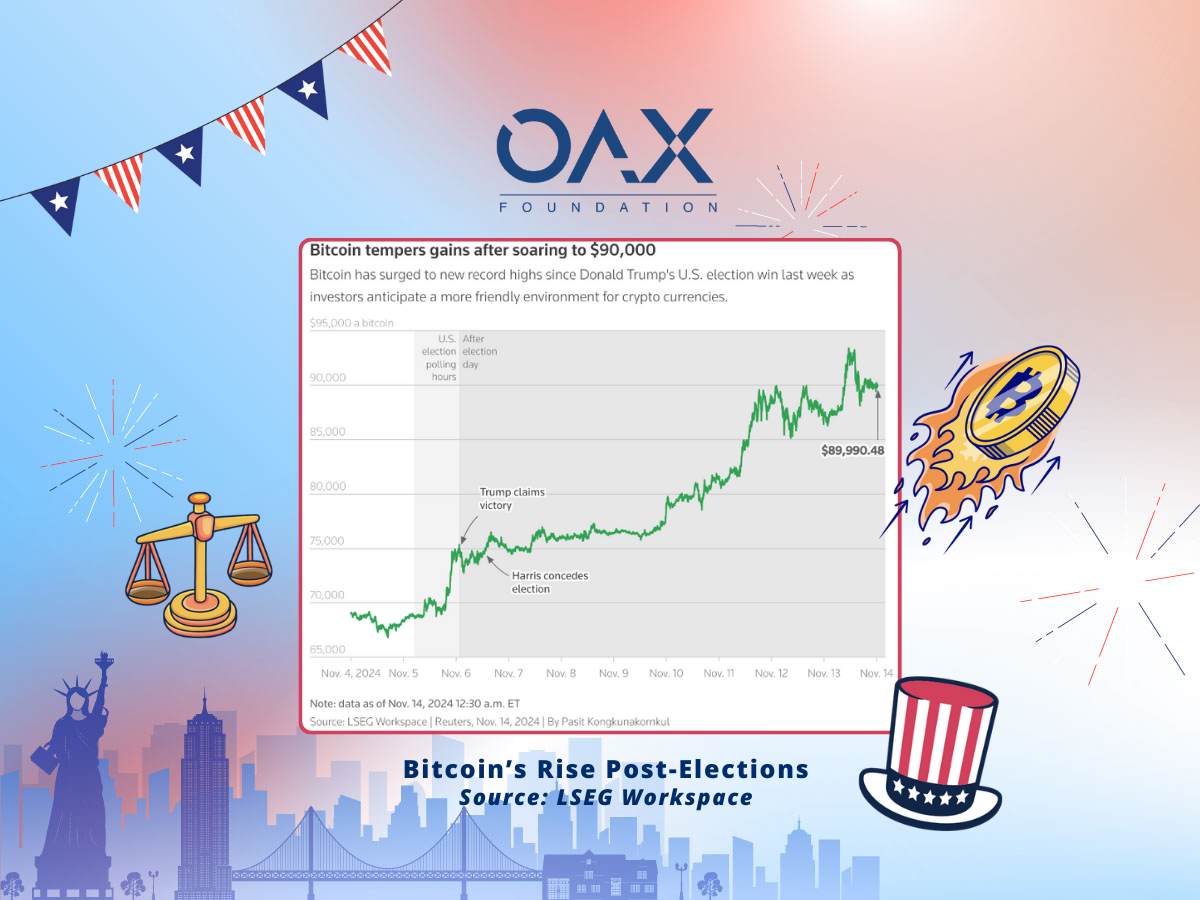 OAX
FOUNDATION
Bitcoin tempers gains after soaring to $90,000
Bitcoin has surged to new record highs since Donald Trump's U.S. election win last week as
investors anticipate a more friendly environment for crypto currencies.
$95,000 a bitcoin
U.S.
election
polling
hours
After
election
day
90,000
85,000
$89,990.48
80,000
Trump claims
victory
75,000
Harris concedes
election
70,000
65,000
Nov. 4, 2024 Nov. 5 Nov. 6 Nov. 7 Nov. 8 Nov. 9 Nov. 10 Nov. 11 Nov. 12 Nov. 13 Nov. 14
Note: data as of Nov. 14, 2024 12:30 a.m. ET
Source: LSEG Workspace | Reuters, Nov. 14, 2024 | By Pasit Kongkunakornkul
Bitcoin’s Rise Post-Elections
Source: LSEG Workspace